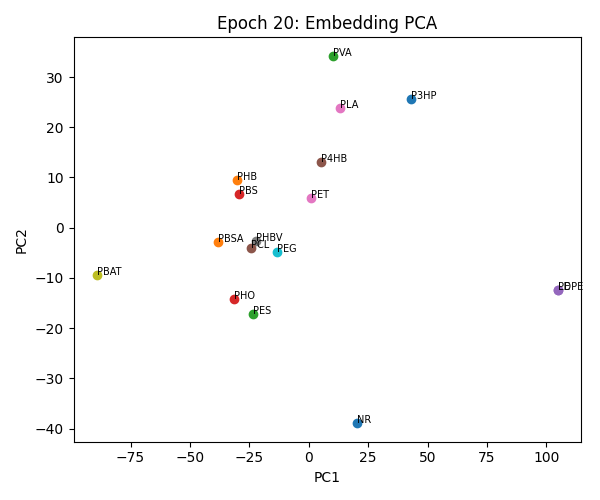 Epoch 20: Embedding PCA
PVA
P3HP
PLA
P4HB
PHB
PBS
PET
PBSA
PHBV
PCL
PEG
PBAT
PHO
PES
NR
30
20
10
0
−10
−20
−30
−40
PC2
−75
−50
−25
0
25
50
75
100
PC1